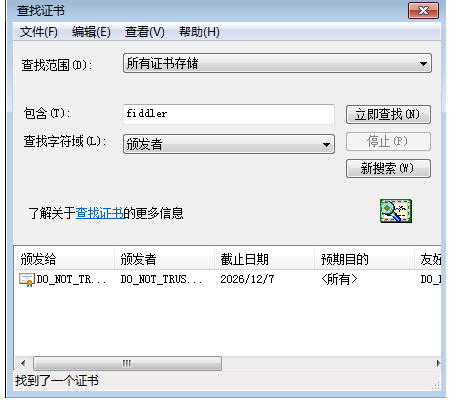 查找证书
文件(F) 编辑(E) 查看(V) 帮助(H)
查找范围(D): 所有证书存储
包含(T): fiddler 立即查找(N)
查找字符域(L): 颁发者 停止(P)
新搜索(W)
了解关于查找证书的更多信息
颁发给 颁发者 截止日期 预期目的 友好
DO_NOT_TR... DO_NOT_TRUS... 2026/12/7 <所有> DO_
找到了一个证书